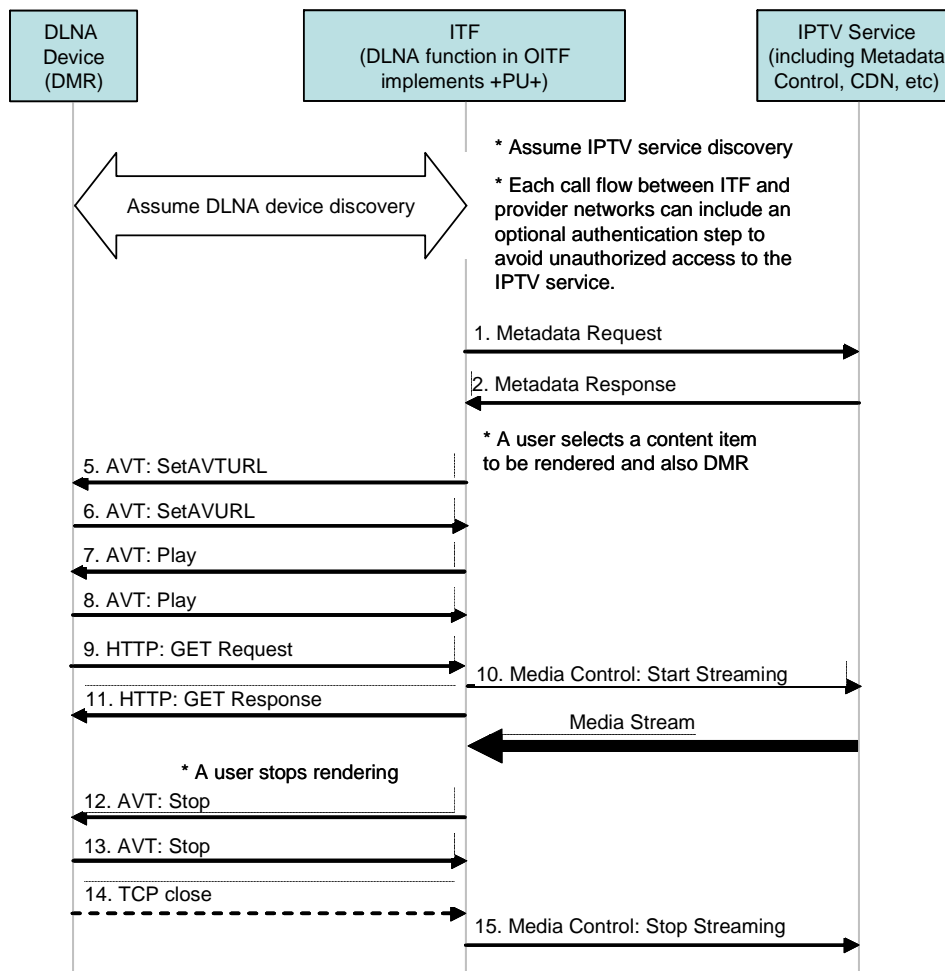 DLNA
Device
(DMR)
ITF
(DLNA function in OITF
implements +PU+)
IPTV Service
(including Metadata
Control, CDN, etc)
* Assume IPTV service discovery
* Each call flow between ITF and
provider networks can include an
optional authentication step to
avoid unauthorized access to the
IPTV service.
Assume DLNA device discovery
1. Metadata Request
2. Metadata Response
* A user selects a content item
to be rendered and also DMR
5. AVT: SetAVTURL
6. AVT: SetAVURL
7. AVT: Play
8. AVT: Play
9. HTTP: GET Request
10. Media Control: Start Streaming
11. HTTP: GET Response
Media Stream
* A user stops rendering
12. AVT: Stop
13. AVT: Stop
14. TCP close
15. Media Control: Stop Streaming